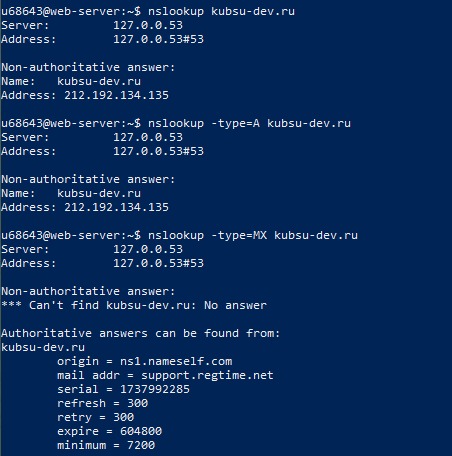 u68643@web-server:~$ nslookup kubsu-dev.ru
Server:         127.0.0.53
Address:        127.0.0.53#53
Non-authoritative answer:
Name:   kubsu-dev.ru
Address: 212.192.134.135
u68643@web-server:~$ nslookup -type=A kubsu-dev.ru
Server:         127.0.0.53
Address:        127.0.0.53#53
Non-authoritative answer:
Name:   kubsu-dev.ru
Address: 212.192.134.135
u68643@web-server:~$ nslookup -type=MX kubsu-dev.ru
Server:         127.0.0.53
Address:        127.0.0.53#53
Non-authoritative answer:
*** Can't find kubsu-dev.ru: No answer
Authoritative answers can be found from:
kubsu-dev.ru
        origin = ns1.nameself.com
        mail addr = support.regtime.net
        serial = 1737992285
        refresh = 300
        retry = 300
        expire = 604800
        minimum = 7200